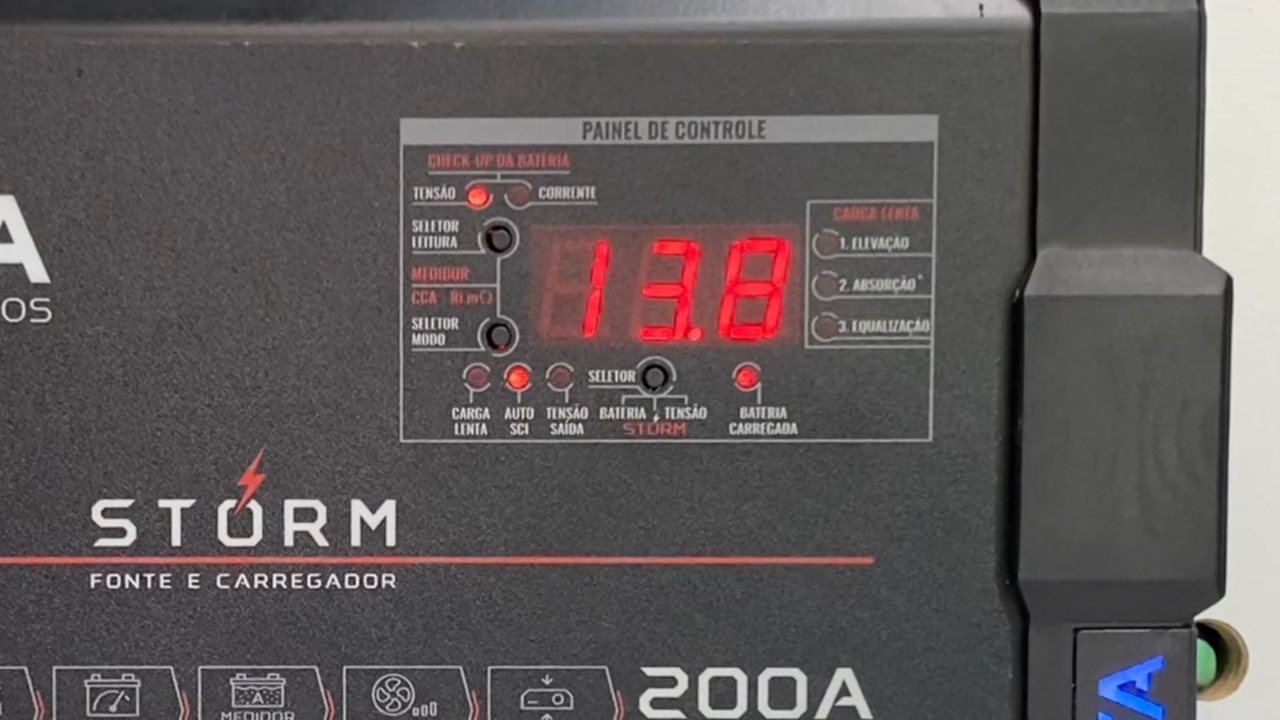 PAINEL DE CONTROLE
CHECK-UP DA BATERIA
TENSÃO CORRENTE
SELETOR
LEITURA
MEDIDOR
CCA Ri.mΩ
SELETOR
MODO
13.8
CARGA LENTA
1. ELEVAÇÃO
2. ABSORÇÃO*
3. EQUALIZAÇÃO
SELETOR
CARGA
LENTA
AUTO
SCI
TENSÃO
SAÍDA
BATERIA TENSÃO
STORM
BATERIA
CARREGADA
A
OS
STORM
FONTE E CARREGADOR
A
MEDIDOR
200A